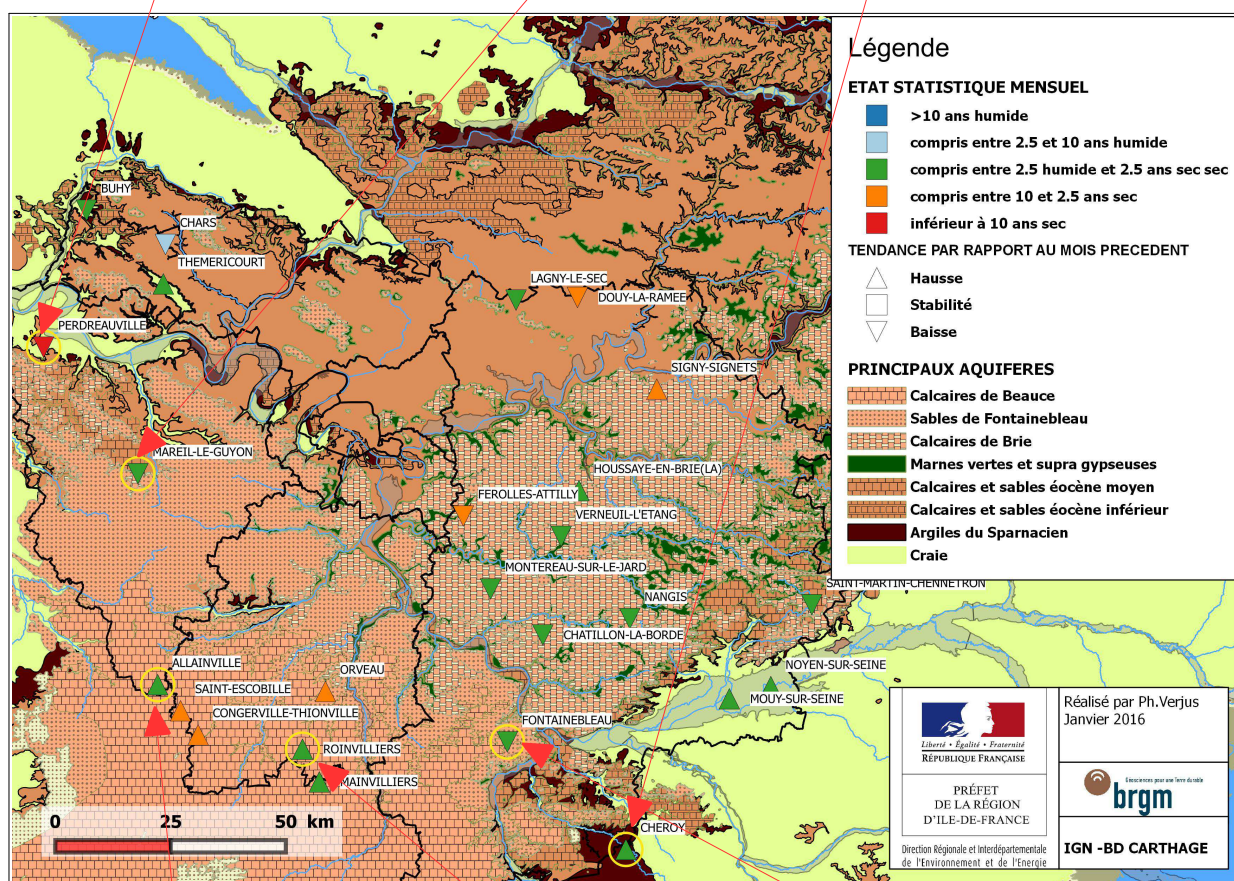 Légende
ETAT STATISTIQUE MENSUEL
>10 ans humide
compris entre 2.5 et 10 ans humide
compris entre 2.5 humide et 2.5 ans sec sec
compris entre 10 et 2.5 ans sec
inférieur à 10 ans sec
TENDANCE PAR RAPPORT AU MOIS PRECEDENT
Hausse
Stabilité
Baisse
PRINCIPAUX AQUIFERES
Calcaires de Beauce
Sables de Fontainebleau
Calcaires de Brie
Marnes vertes et supra gypseuses
Calcaires et sables éocène moyen
Calcaires et sables éocène inférieur
Argiles du Sparnacien
Craie
BUHY
CHARS
THEMERICOURT
LAGNY-LE-SEC
DOUY-LA-RAMEE
PERDREAUVILLE
SIGNY-SIGNETS
MAREIL-LE-GUYON
HOUSSAYE-EN-BRIE(LA)
FEROLLES-ATTILLY
VERNEUIL-L'ETANG
MONTEREAU-SUR-LE-JARD
SAINT-MARTIN-CHENNETRON
NANGIS
CHATILLON-LA-BORDE
ALLAINVILLE
ORVEAU
NOYEN-SUR-SEINE
SAINT-ESCOBILLE
MOUY-SUR-SEINE
CONGERVILLE-THIONVILLE
FONTAINEBLEAU
ROINVILLIERS
MAINVILLIERS
CHEROY
0 25 50 km
Liberté • Égalité • Fraternité
RÉPUBLIQUE FRANÇAISE
PRÉFET
DE LA RÉGION
D'ILE-DE-FRANCE
Direction Régionale et Interdépartementale
de l'Environnement et de l'Energie
Réalisé par Ph.Verjus
Janvier 2016
Géosciences pour une Terre durable
brgm
IGN -BD CARTHAGE